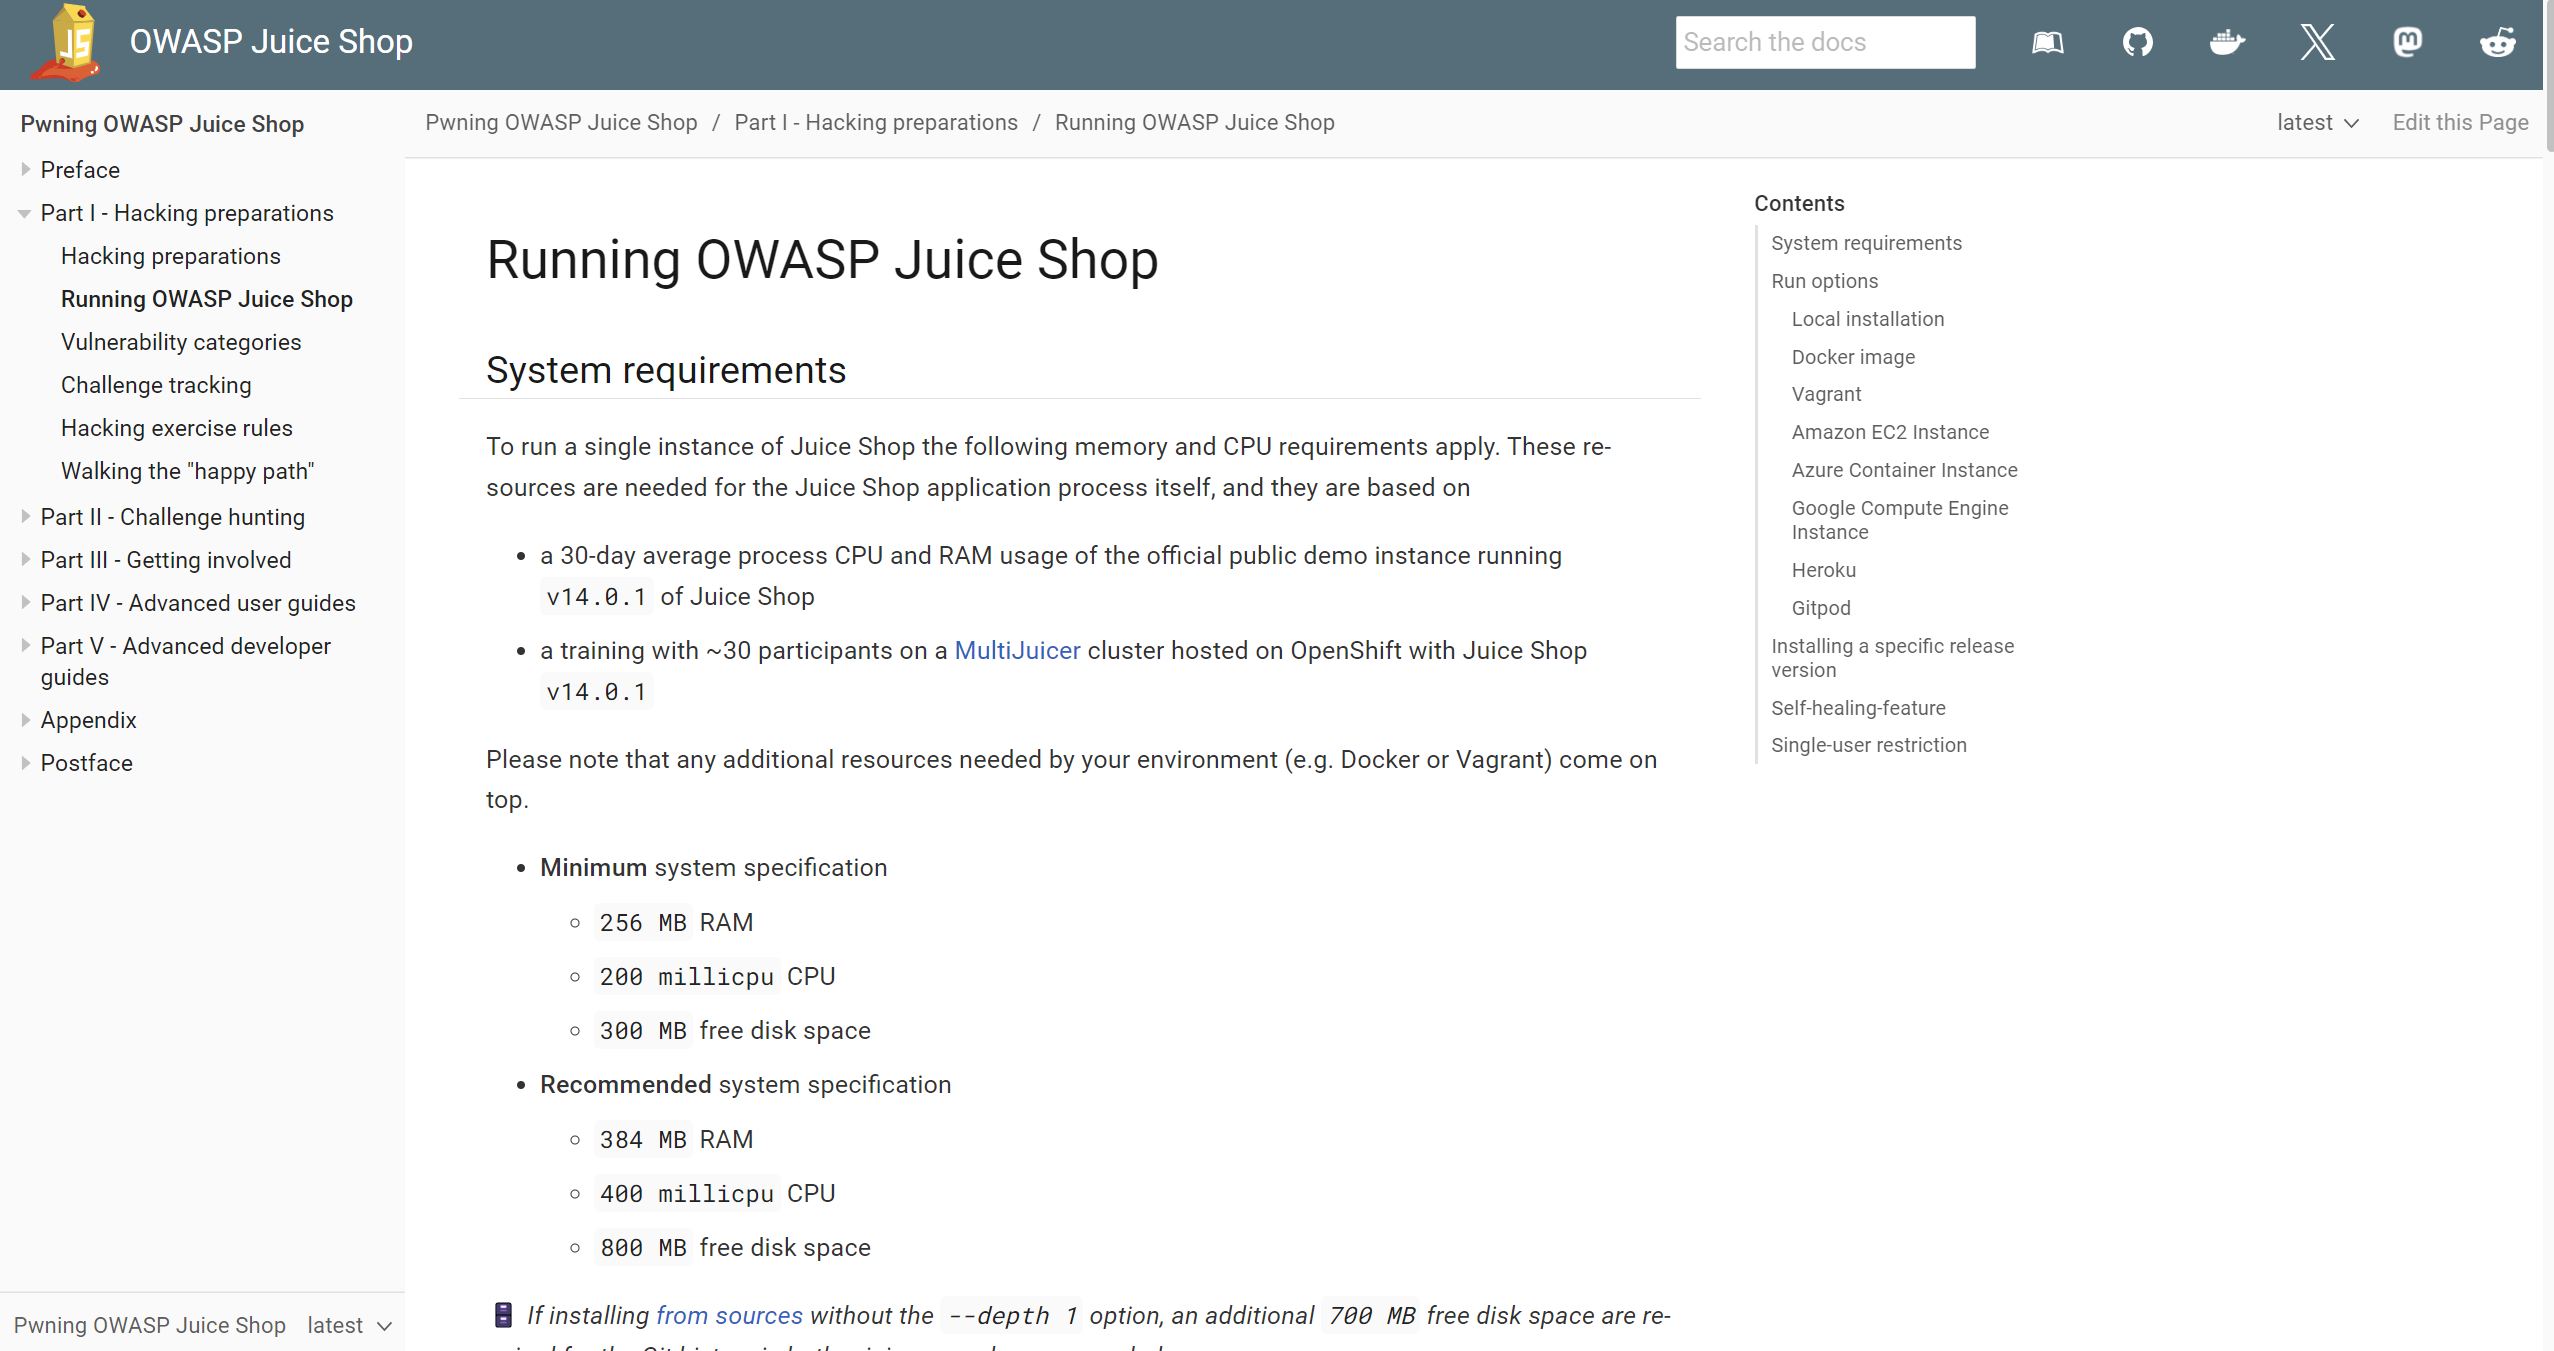 JS
OWASP Juice Shop
Search the docs
Pwning OWASP Juice Shop
Preface
Part I - Hacking preparations
Hacking preparations
Running OWASP Juice Shop
Vulnerability categories
Challenge tracking
Hacking exercise rules
Walking the "happy path"
Part II - Challenge hunting
Part III - Getting involved
Part IV - Advanced user guides
Part V - Advanced developer
guides
Appendix
Postface
Pwning OWASP Juice Shop latest
Pwning OWASP Juice Shop / Part I - Hacking preparations / Running OWASP Juice Shop
latest
Edit this Page
Running OWASP Juice Shop
System requirements
To run a single instance of Juice Shop the following memory and CPU requirements apply. These re-
sources are needed for the Juice Shop application process itself, and they are based on
• a 30-day average process CPU and RAM usage of the official public demo instance running
v14.0.1 of Juice Shop
• a training with ~30 participants on a MultiJuicer cluster hosted on OpenShift with Juice Shop
v14.0.1
Please note that any additional resources needed by your environment (e.g. Docker or Vagrant) come on
top.
• Minimum system specification
◦ 256 MB RAM
◦ 200 millicpu CPU
◦ 300 MB free disk space
• Recommended system specification
◦ 384 MB RAM
◦ 400 millicpu CPU
◦ 800 MB free disk space
If installing from sources without the --depth 1 option, an additional 700 MB free disk space are re-
Contents
System requirements
Run options
Local installation
Docker image
Vagrant
Amazon EC2 Instance
Azure Container Instance
Google Compute Engine
Instance
Heroku
Gitpod
Installing a specific release
version
Self-healing-feature
Single-user restriction